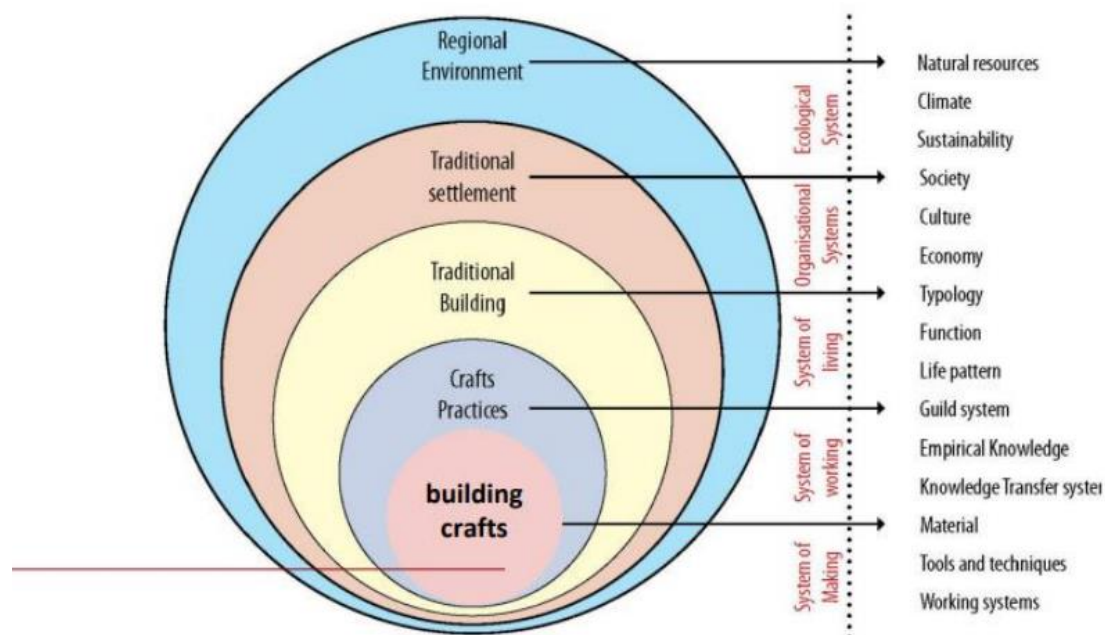 Regional
Environment
Traditional
settlement
Traditional
Building
Crafts
Practices
building
crafts
Ecological
System
Organisational
Systems
System of
living
System of
working
System of
Making
Natural resources
Climate
Sustainability
Society
Culture
Economy
Typology
Function
Life pattern
Guild system
Empirical Knowledge
Knowledge Transfer syster
Material
Tools and techniques
Working systems